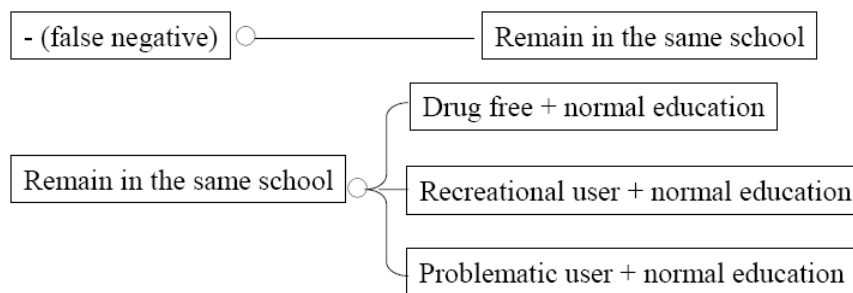 - (false negative)
Remain in the same school
Drug free + normal education
Remain in the same school
Recreational user + normal education
Problematic user + normal education